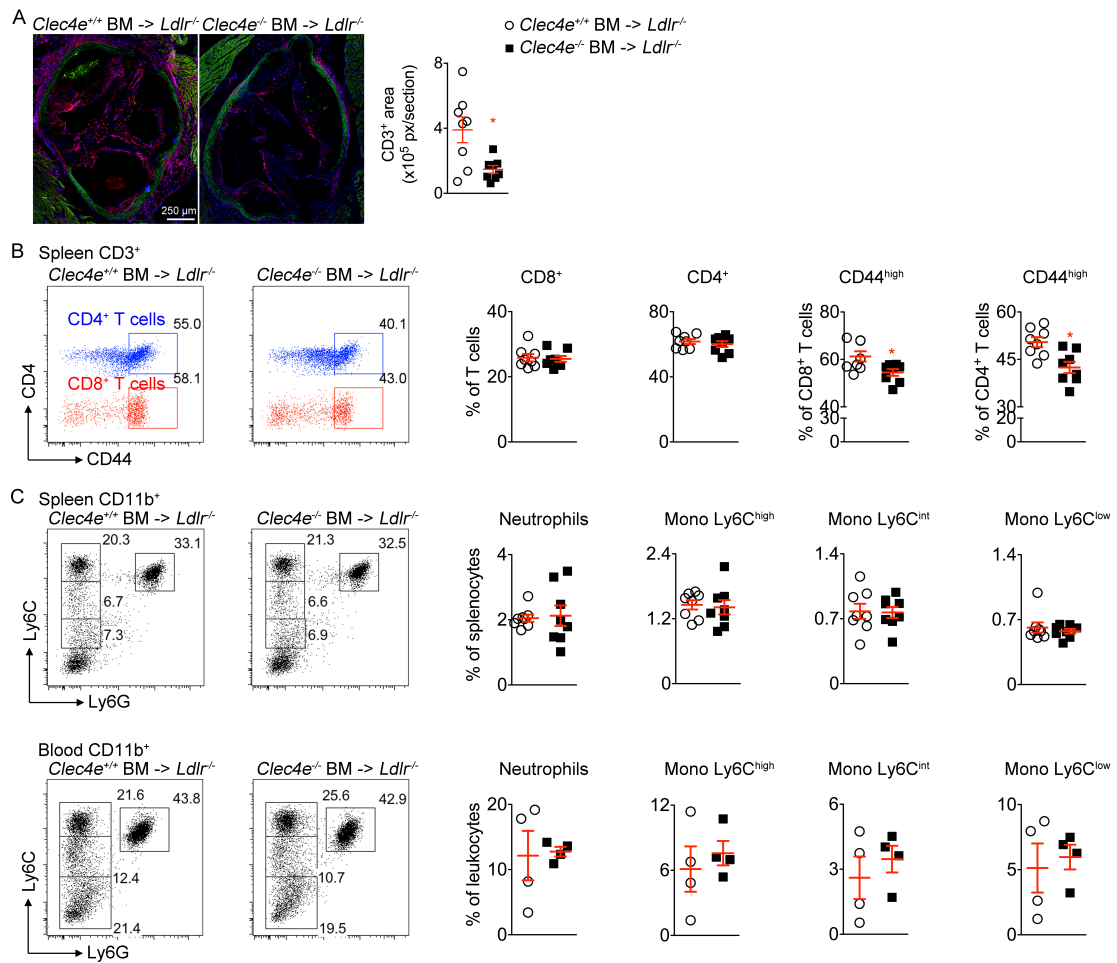 A
Clec4e+/+ BM -> Ldlr-/- Clec4e-/- BM -> Ldlr-/-
Clec4e+/+ BM -> Ldlr-/-
Clec4e-/- BM -> Ldlr-/-
250 µm
CD3+ area
(x10⁵ px/section)
8
4
0
*
B Spleen CD3+
Clec4e+/+ BM -> Ldlr-/- Clec4e-/- BM -> Ldlr-/-
CD4+ T cells
55.0
CD8+ T cells
58.1
40.1
43.0
CD4
CD44
CD8+
% of T cells
40
20
0
CD4+
80
40
0
CD44high
% of CD8+ T cells
80
60
40
30
0
*
CD44high
% of CD4+ T cells
60
45
30
20
0
*
C Spleen CD11b+
Clec4e+/+ BM -> Ldlr-/- Clec4e-/- BM -> Ldlr-/-
20.3
33.1
6.7
7.3
21.3
32.5
6.6
6.9
Ly6C
Ly6G
Neutrophils
% of splenocytes
4
2
0
Mono Ly6Chigh
2.4
1.2
0
Mono Ly6Cint
1.4
0.7
0
Mono Ly6Clow
1.4
0.7
0
Blood CD11b+
Clec4e+/+ BM -> Ldlr-/- Clec4e-/- BM -> Ldlr-/-
21.6
43.8
12.4
21.4
25.6
42.9
10.7
19.5
Ly6C
Ly6G
Neutrophils
% of leukocytes
20
10
0
Mono Ly6Chigh
12
6
0
Mono Ly6Cint
6
3
0
Mono Ly6Clow
10
5
0